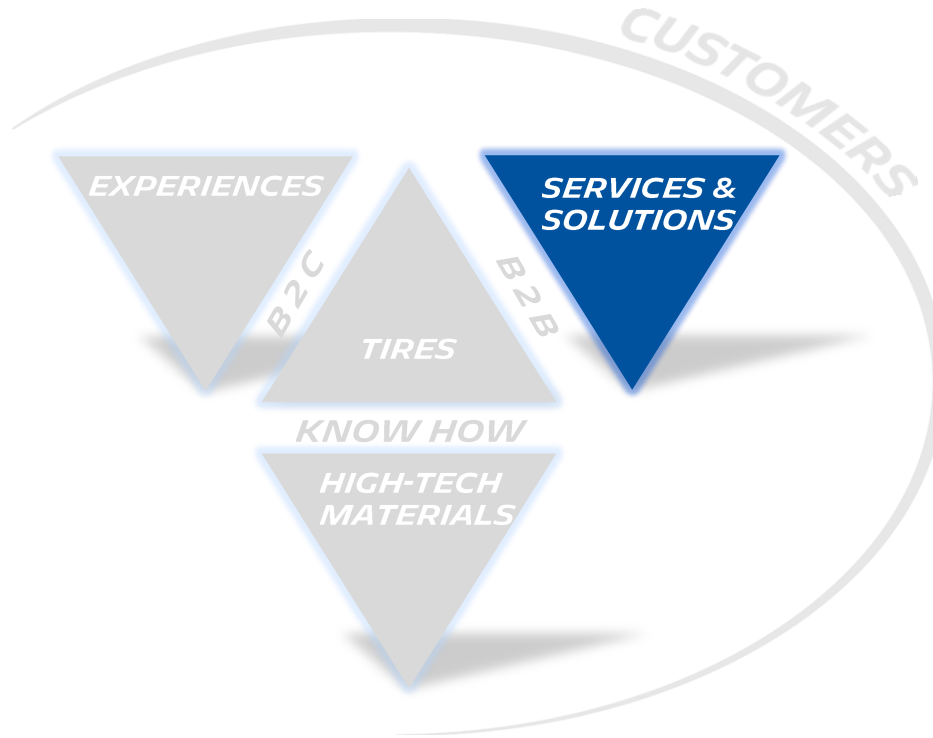 CUSTOMERS
EXPERIENCES
SERVICES &
SOLUTIONS
B2C
B2B
TIRES
KNOW HOW
HIGH-TECH
MATERIALS